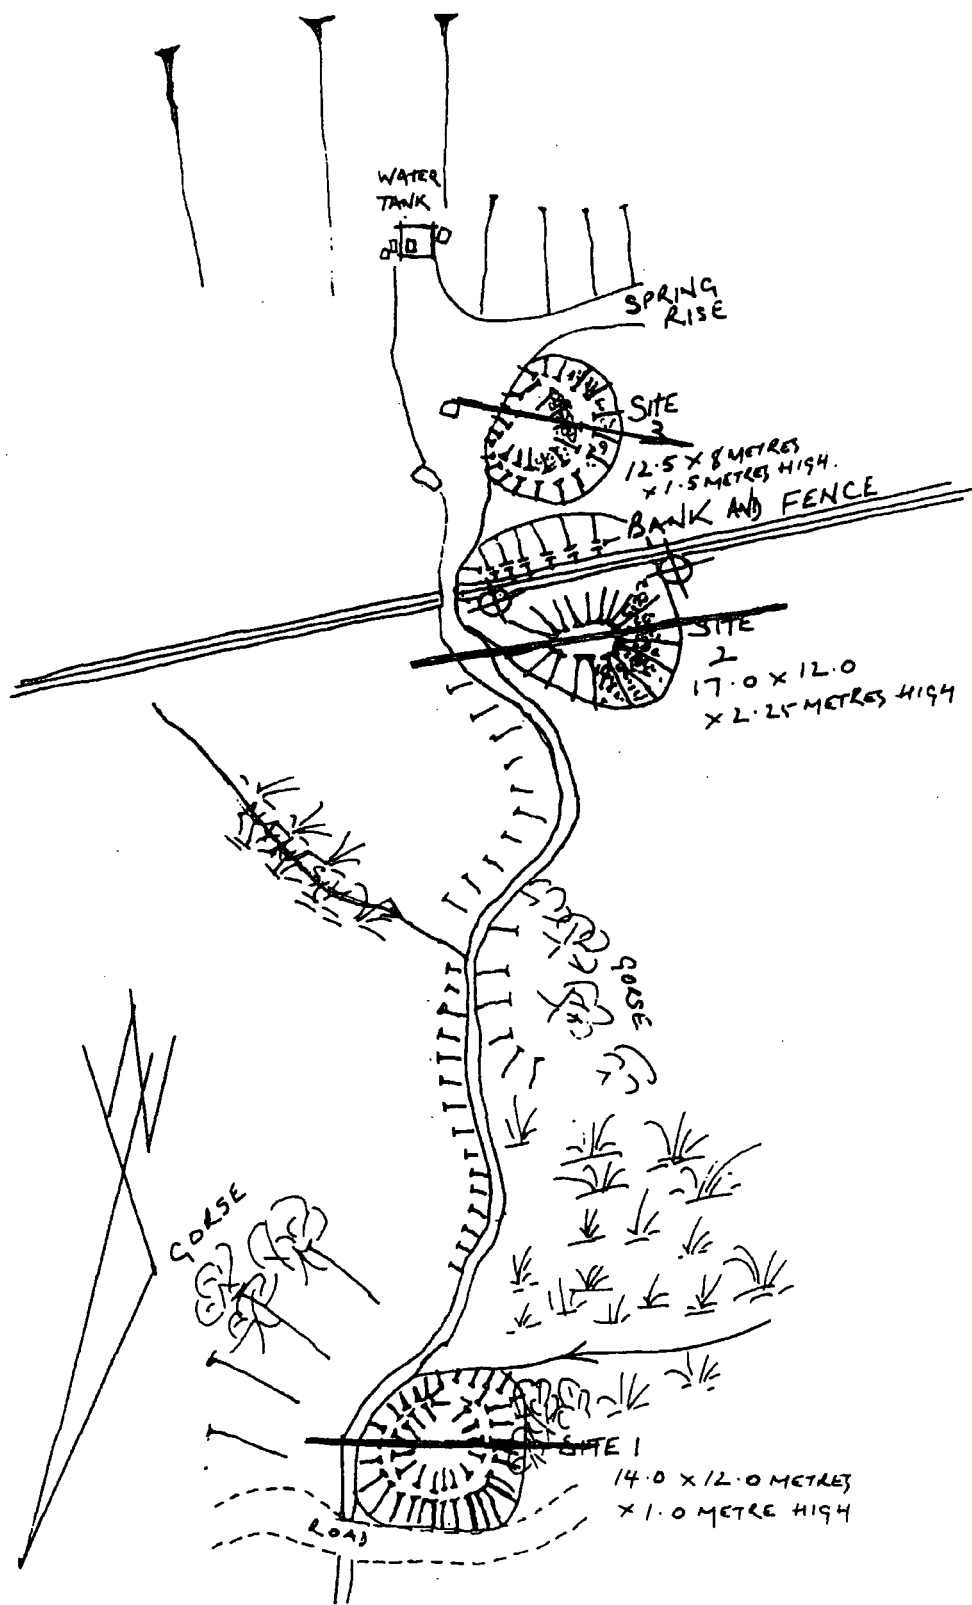 WATER
TANK
SPRING
RISE
SITE
3
12.5 X 8 METRES
X 1.5 METRES HIGH.
BANK AND FENCE
SITE
2
17.0 X 12.0
X 2.25 METRES HIGH
GORSE
N
GORSE
SITE 1
14.0 X 12.0 METRES
X 1.0 METRE HIGH
ROAD